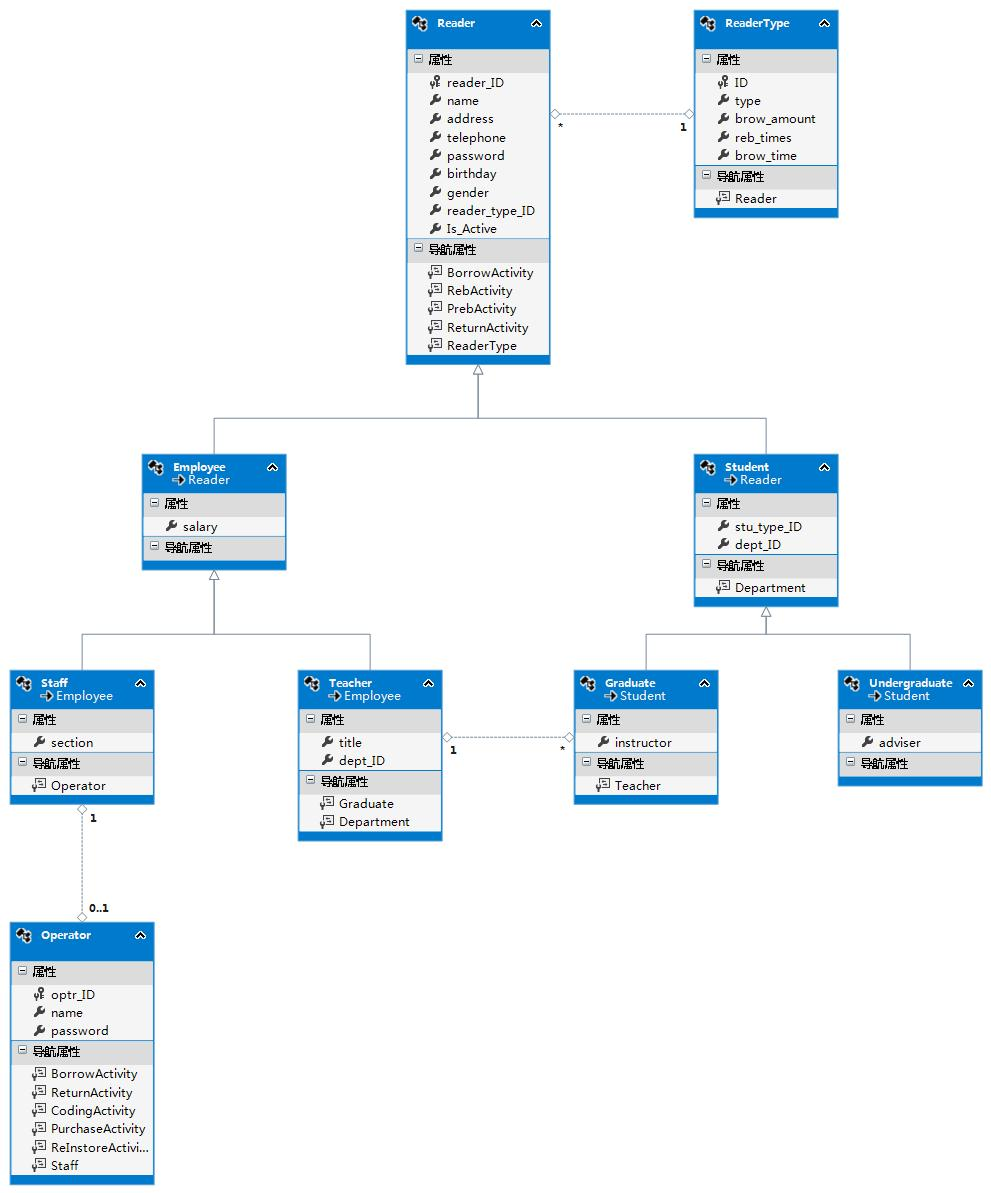 Reader
属性
reader_ID
name
address
telephone
password
birthday
gender
reader_type_ID
Is_Active
导航属性
BorrowActivity
RebActivity
PrebActivity
ReturnActivity
ReaderType
*
1
ReaderType
属性
ID
type
brow_amount
reb_times
brow_time
导航属性
Reader
Employee
Reader
属性
salary
导航属性
Student
Reader
属性
stu_type_ID
dept_ID
导航属性
Department
Staff
Employee
属性
section
导航属性
Operator
Teacher
Employee
属性
title
dept_ID
导航属性
Graduate
Department
1
*
Graduate
Student
属性
instructor
导航属性
Teacher
Undergraduate
Student
属性
adviser
导航属性
1
0..1
Operator
属性
optr_ID
name
password
导航属性
BorrowActivity
ReturnActivity
CodingActivity
PurchaseActivity
ReInstoreActivi...
Staff